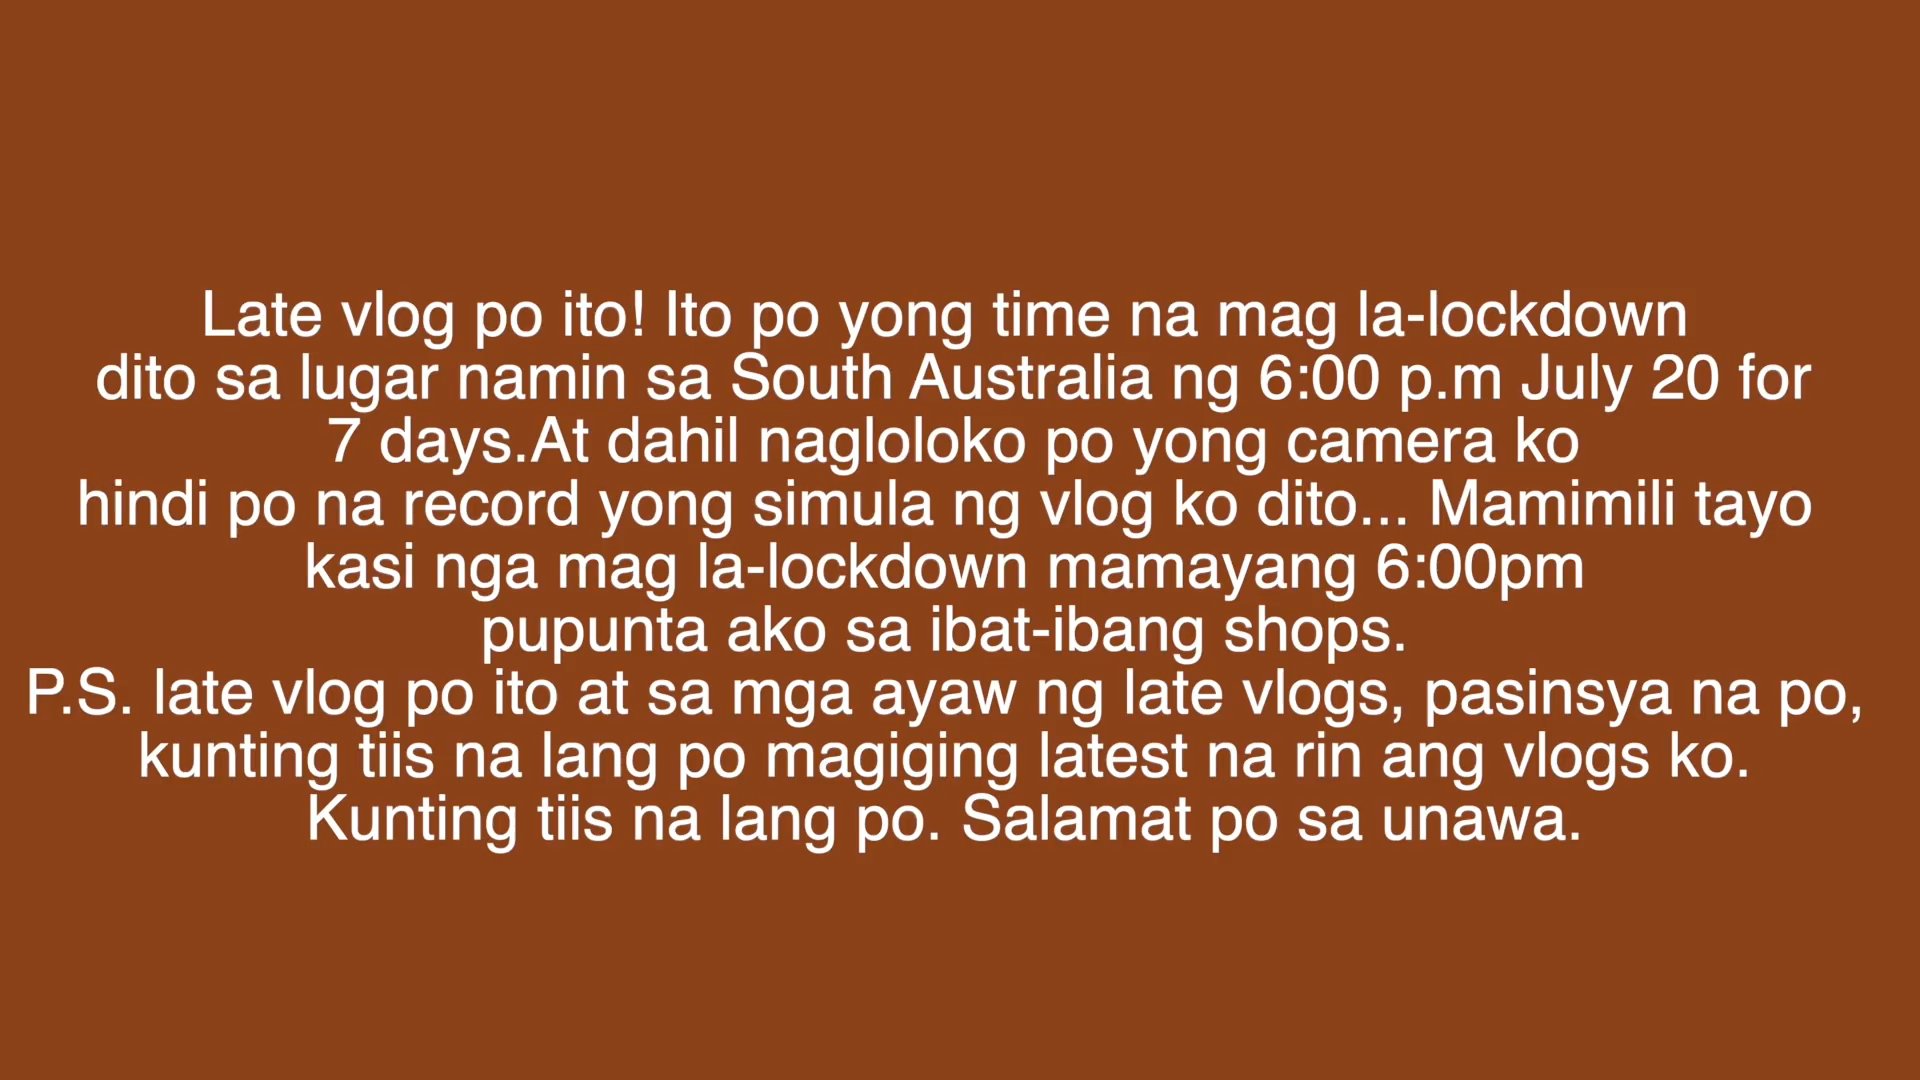 Late vlog po ito! Ito po yong time na mag la-lockdown
dito sa lugar namin sa South Australia ng 6:00 p.m July 20 for
7 days.At dahil nagloloko po yong camera ko
hindi po na record yong simula ng vlog ko dito... Mamimili tayo
kasi nga mag la-lockdown mamayang 6:00pm
pupunta ako sa ibat-ibang shops.
P.S. late vlog po ito at sa mga ayaw ng late vlogs, pasinsya na po,
kunting tiis na lang po magiging latest na rin ang vlogs ko.
Kunting tiis na lang po. Salamat po sa unawa.